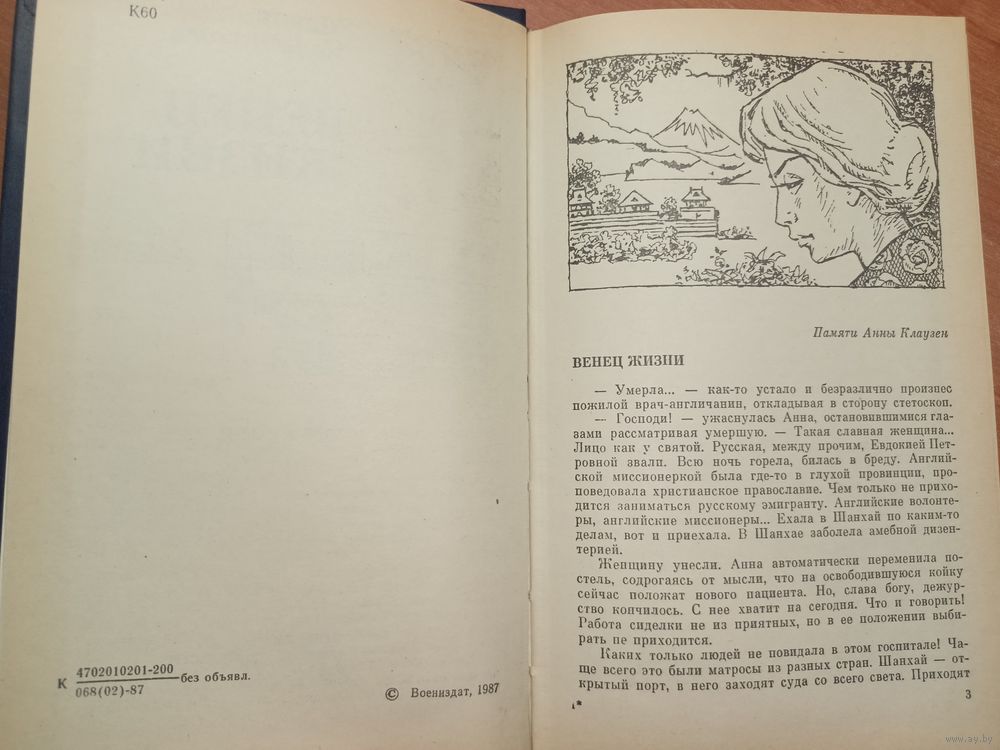 К60
К 4702010201-200 без объявл.
068(02)-87
© Воениздат, 1987
Памяти Анны Клаузен
ВЕНЕЦ ЖИЗНИ
— Умерла... — как-то устало и безразлично произнес
пожилой врач-англичанин, откладывая в сторону стетоскоп.
— Господи! — ужаснулась Анна, остановившимися гла-
зами рассматривая умершую. — Такая славная женщина...
Лицо как у святой. Русская, между прочим, Евдокией Пет-
ровной звали. Всю ночь горела, билась в бреду. Англий-
ской миссионеркой была где-то в глухой провинции, про-
поведовала христианское православие. Чем только не прихо-
дится заниматься русскому эмигранту. Английские волонте-
ры, английские миссионеры... Ехала в Шанхай по каким-то
делам, вот и приехала. В Шанхае заболела амебной дизен-
терией.
Женщину унесли. Анна автоматически переменила по-
стель, содрогаясь от мысли, что на освободившуюся койку
сейчас положат нового пациента. Но, слава богу, дежур-
ство кончилось. С нее хватит на сегодня. Что и говорить!
Работа сиделки не из приятных, но в ее положении выби-
рать не приходится.
Каких только людей не повидала в этом госпитале! Ча-
ще всего это были матросы из разных стран. Шанхай — от-
крытый порт, в него заходят суда со всего света. Приходят
1*
3
www.ay.by